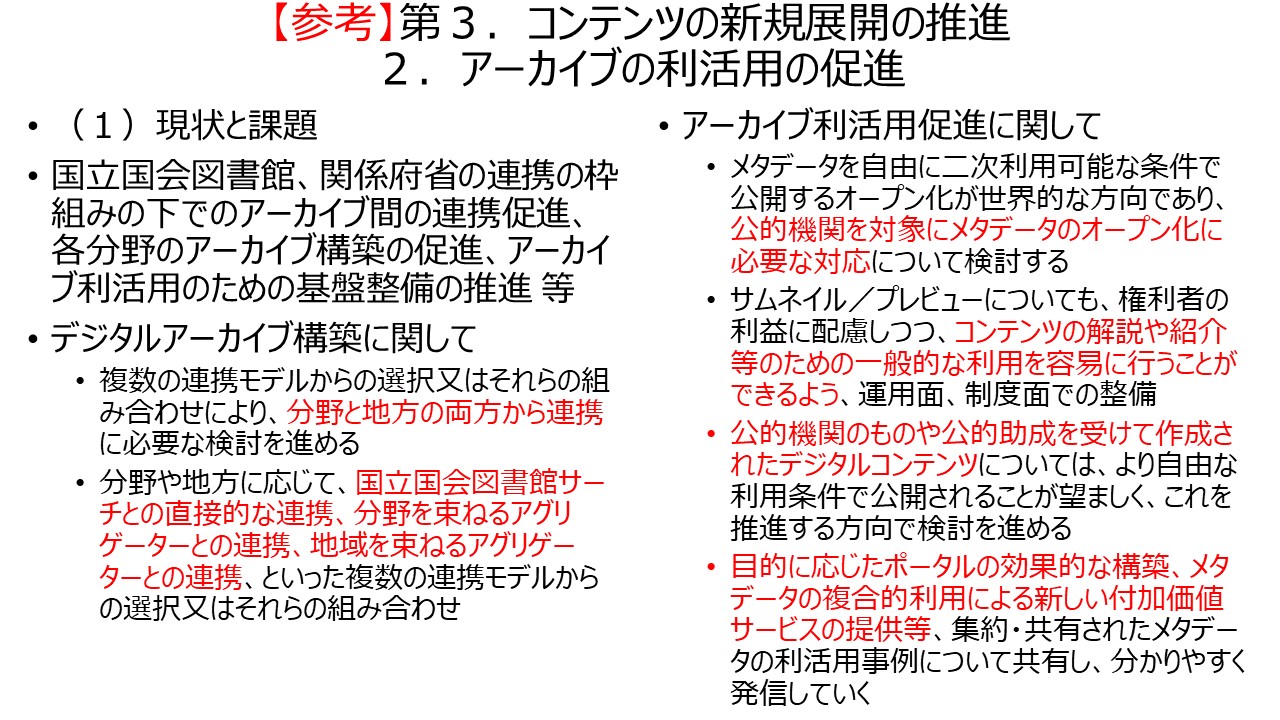 【参考】第３．コンテンツの新規展開の推進
２．アーカイブの利活用の促進
• （１）現状と課題
• 国立国会図書館、関係府省の連携の枠
組みの下でのアーカイブ間の連携促進、
各分野のアーカイブ構築の促進、アーカイ
ブ利活用のための基盤整備の推進 等
• デジタルアーカイブ構築に関して
• 複数の連携モデルからの選択又はそれらの組
み合わせにより、分野と地方の両方から連携
に必要な検討を進める
• 分野や地方に応じて、国立国会図書館サー
チとの直接的な連携、分野を束ねるアグリ
ゲーターとの連携、地域を束ねるアグリゲー
ターとの連携、といった複数の連携モデルから
の選択又はそれらの組み合わせ
• アーカイブ利活用促進に関して
• メタデータを自由に二次利用可能な条件で
公開するオープン化が世界的な方向であり、
公的機関を対象にメタデータのオープン化に
必要な対応について検討する
• サムネイル／プレビューについても、権利者の
利益に配慮しつつ、コンテンツの解説や紹介
等のための一般的な利用を容易に行うことが
できるよう、運用面、制度面での整備
• 公的機関のものや公的助成を受けて作成さ
れたデジタルコンテンツについては、より自由な
利用条件で公開されることが望ましく、これを
推進する方向で検討を進める
• 目的に応じたポータルの効果的な構築、メタ
データの複合的利用による新しい付加価値
サービスの提供等、集約・共有されたメタデー
タの利活用事例について共有し、分かりやすく
発信していく